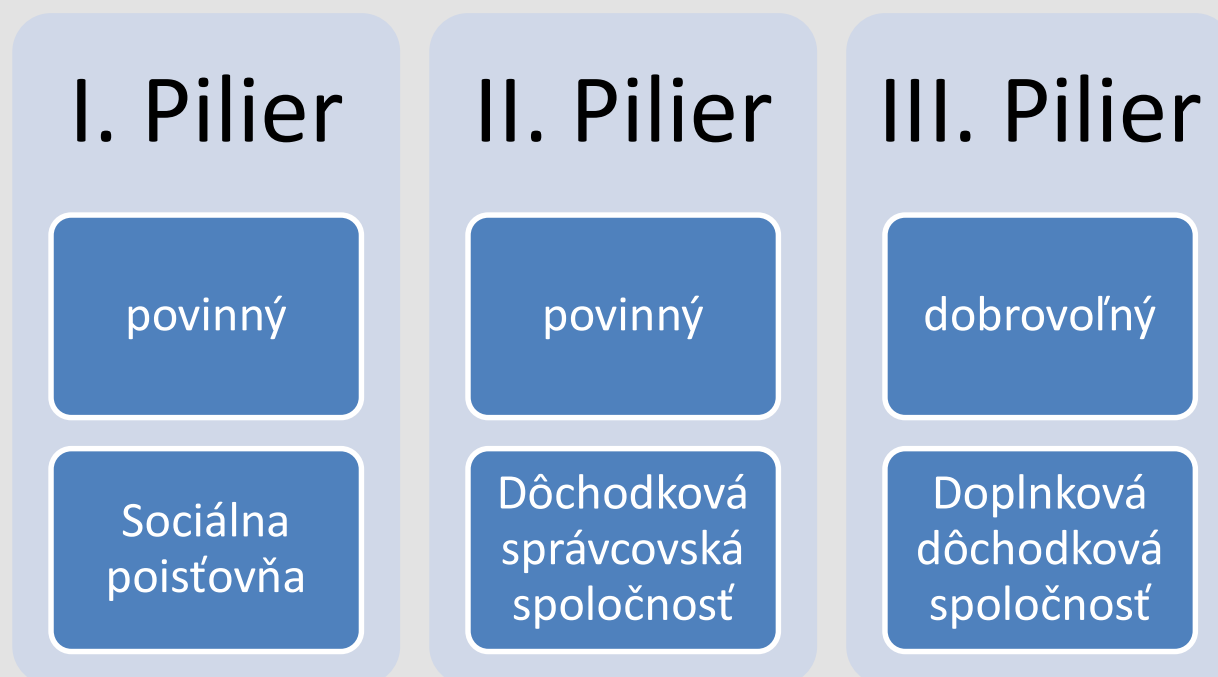 I. Pilier
povinný
Sociálna
poisťovňa
II. Pilier
povinný
Dôchodková
správcovská
spoločnosť
III. Pilier
dobrovoľný
Doplnková
dôchodková
spoločnosť